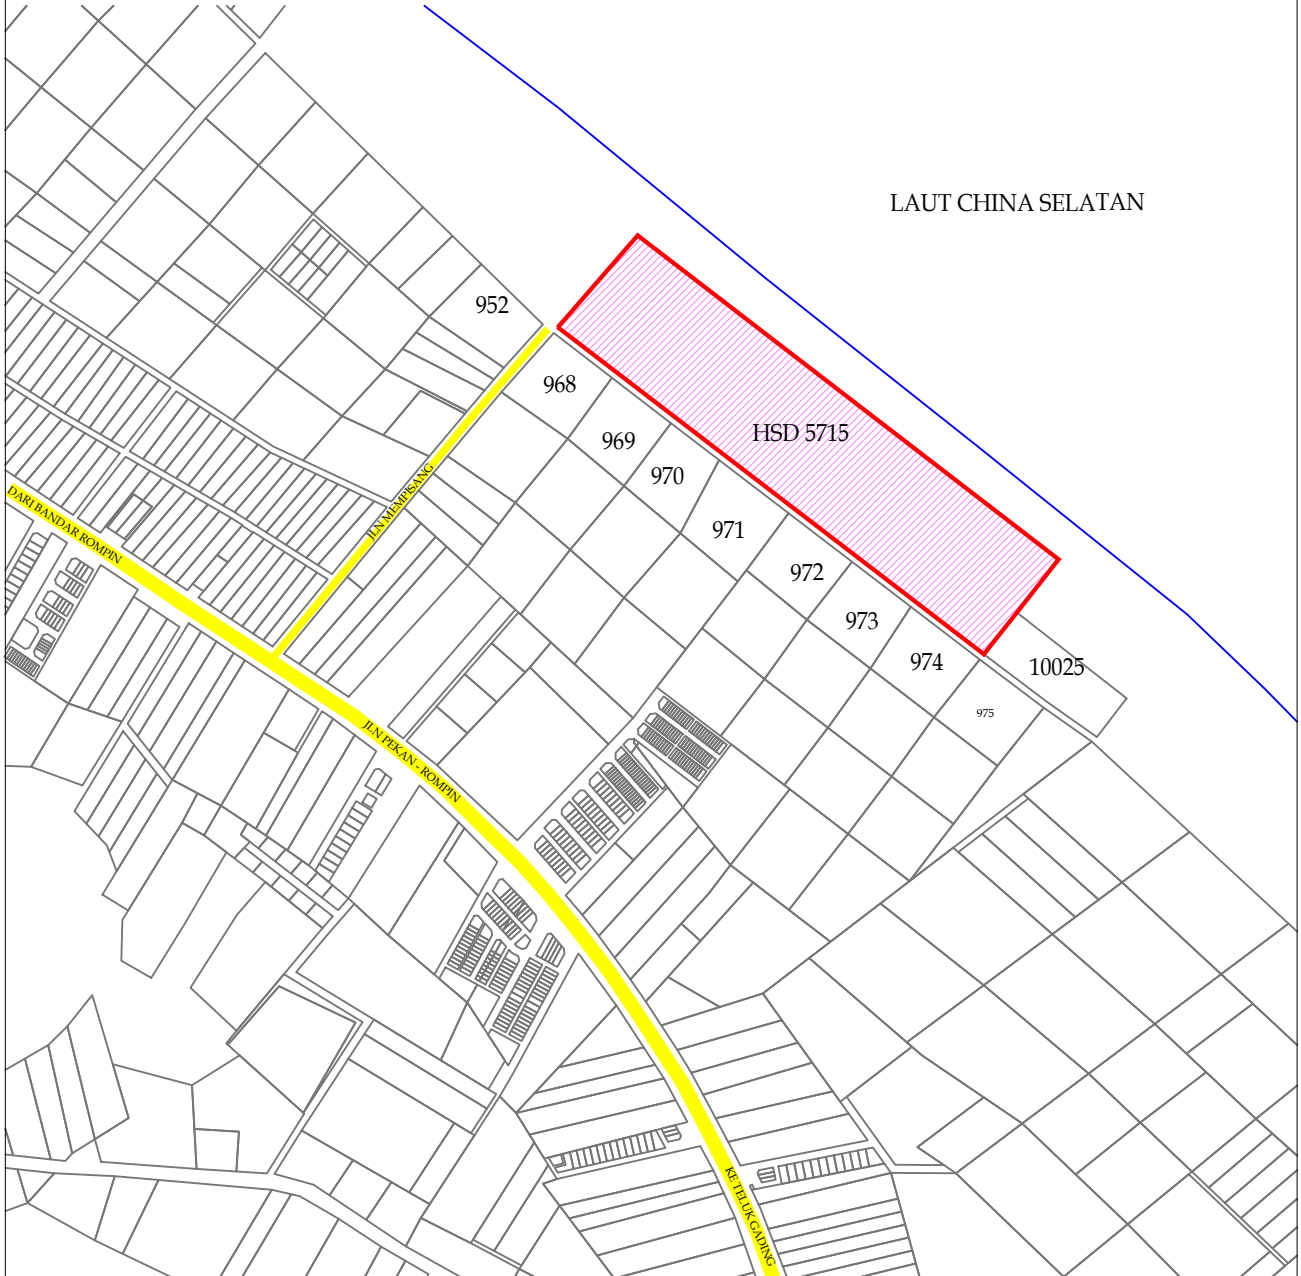 LAUT CHINA SELATAN
952
968
HSD 5715
969
970
971
972
973
974
10025
975
JLN MEMPISANG
DARI BANDAR ROMPIN
JLN PEKAN - ROMPIN
KE TELUK GADING